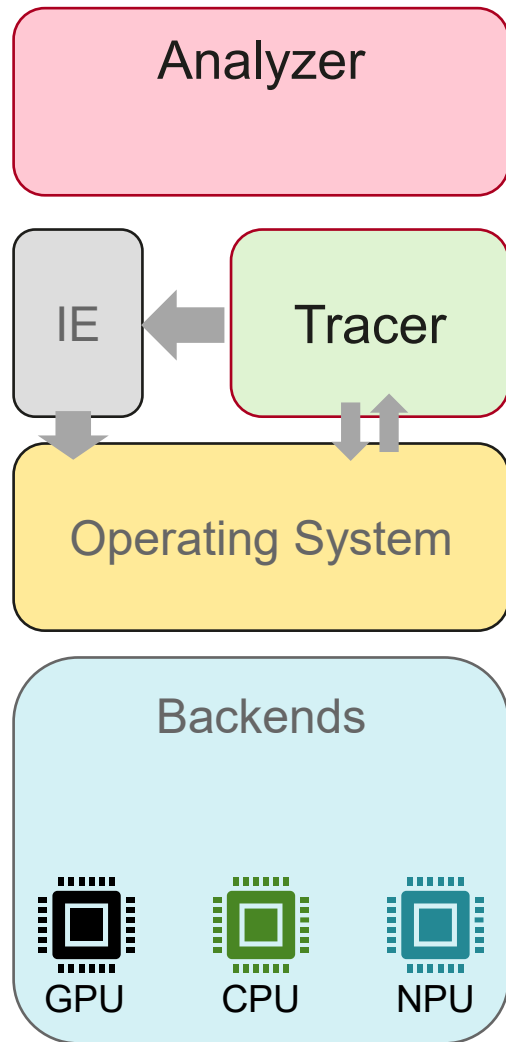 Analyzer
IE
Tracer
Operating System
Backends
GPU
CPU
NPU